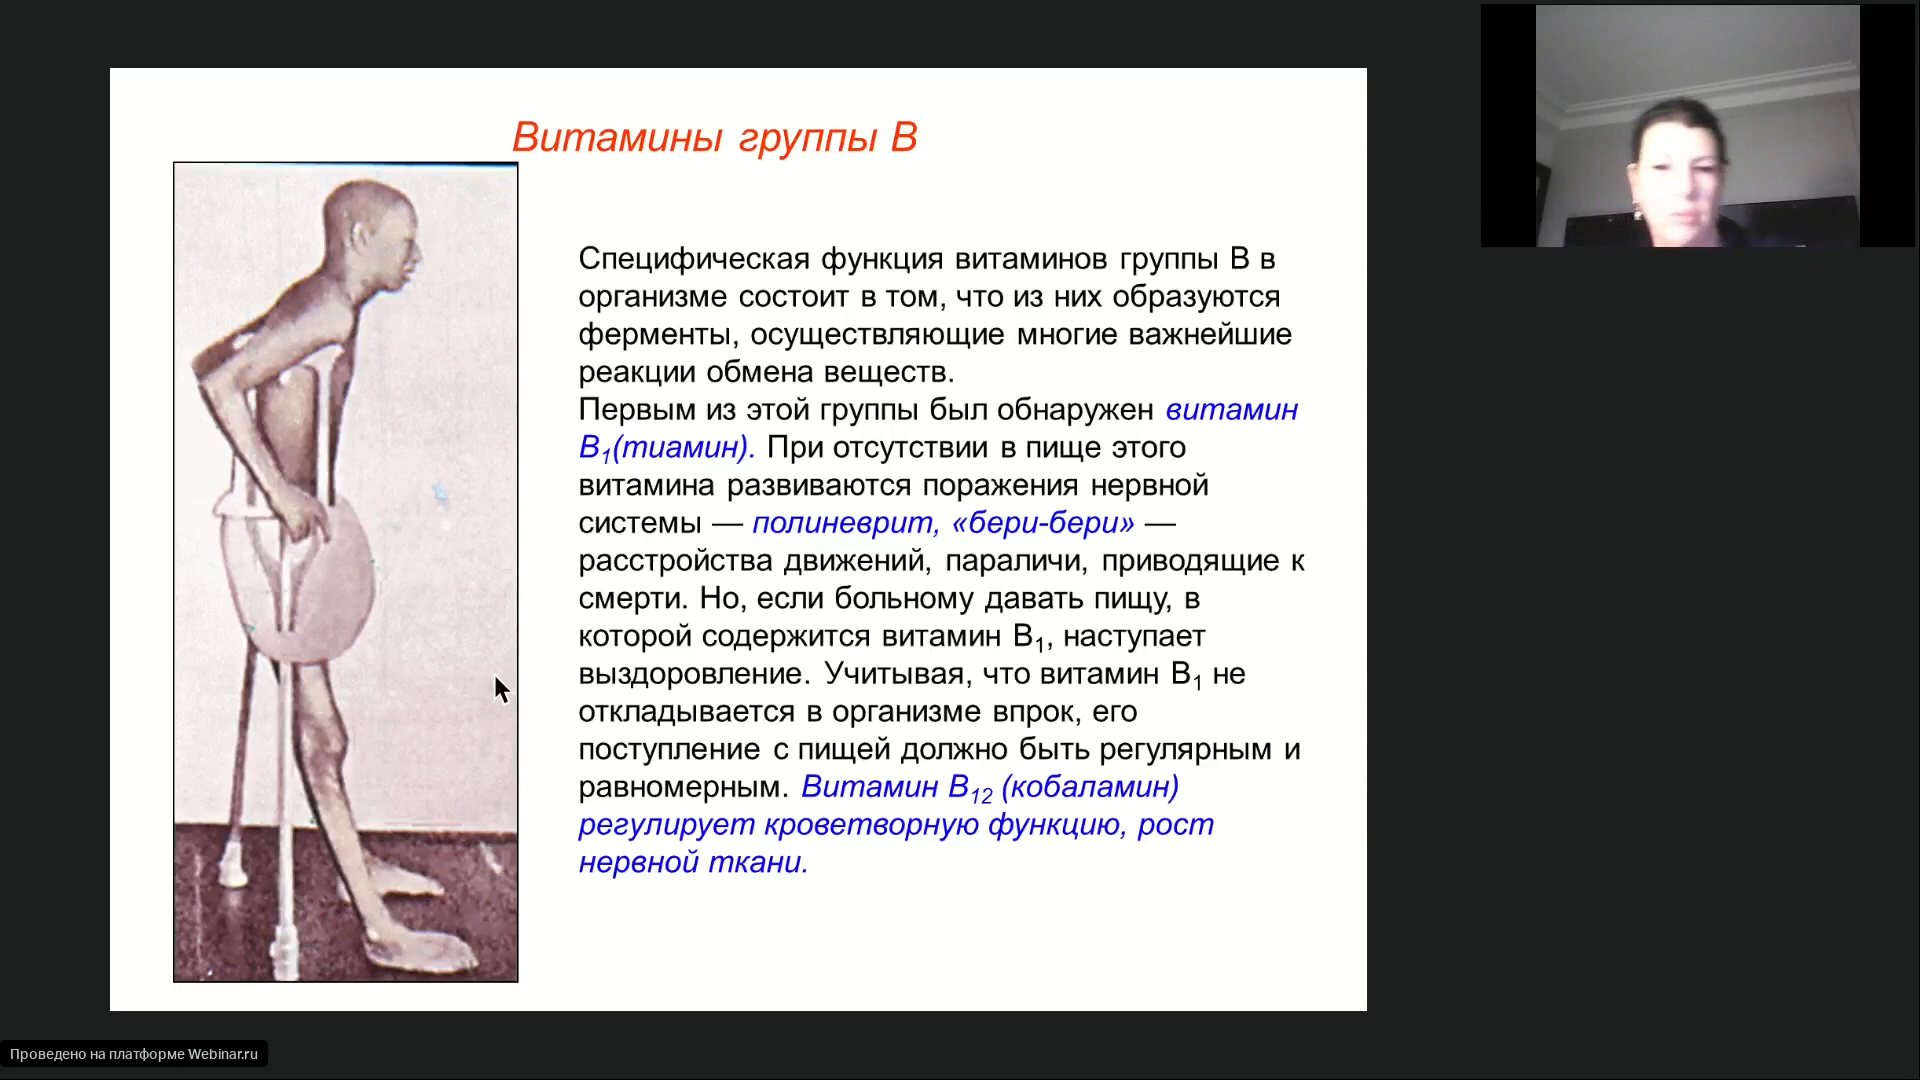 Витамины группы В
Специфическая функция витаминов группы В в
организме состоит в том, что из них образуются
ферменты, осуществляющие многие важнейшие
реакции обмена веществ.
Первым из этой группы был обнаружен витамин
В₁(тиамин). При отсутствии в пище этого
витамина развиваются поражения нервной
системы — полиневрит, «бери-бери» —
расстройства движений, параличи, приводящие к
смерти. Но, если больному давать пищу, в
которой содержится витамин В₁, наступает
выздоровление. Учитывая, что витамин В₁ не
откладывается в организме впрок, его
поступление с пищей должно быть регулярным и
равномерным. Витамин В₁₂ (кобаламин)
регулирует кроветворную функцию, рост
нервной ткани.
Проведено на платформе Webinar.ru